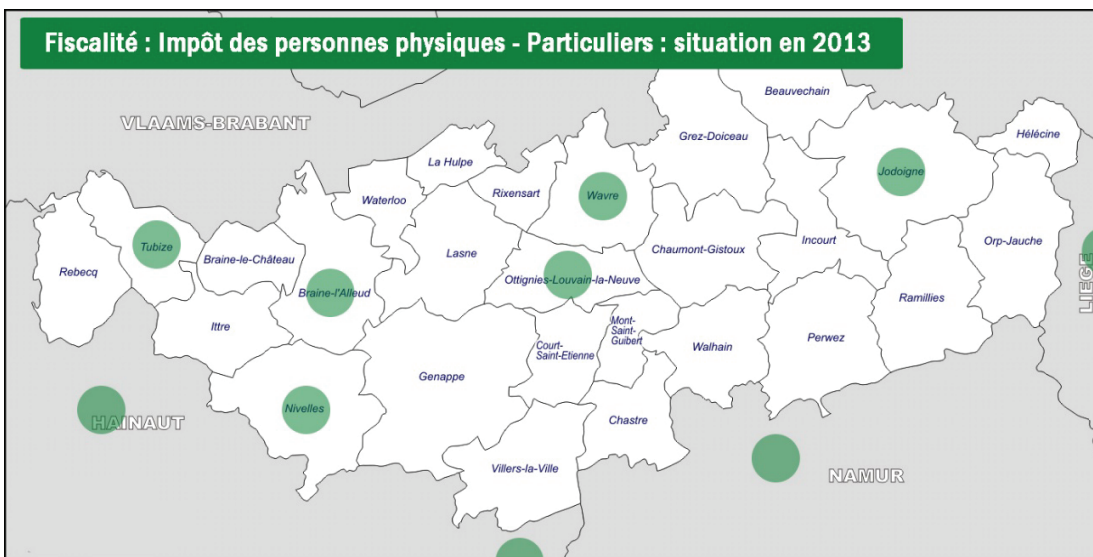 Fiscalité : Impôt des personnes physiques - Particuliers : situation en 2013
Beauvechain
VLAAMS-BRABANT
Hélécine
Grez-Doiceau
La Hulpe
Jodoigne
Rixensart
Waterloo
Wavre
Orp-Jauche
Incourt
Tubize
Chaumont-Gistoux
Lasne
Braine-le-Château
Rebecq
Ottignies-Louvain-la-Neuve
LIEGE
Braine-l'Alleud
Ramillies
Ittre
Mont-
Saint-
Guibert
Perwez
Walhain
Court-
Saint-Etienne
Genappe
Nivelles
HAINAUT
Chastre
Villers-la-Ville
NAMUR